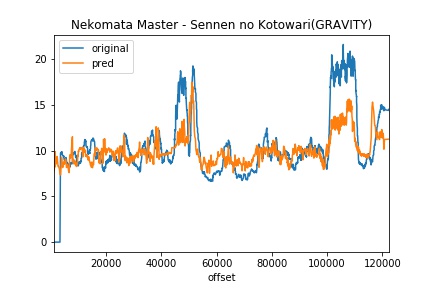 Nekomata Master - Sennen no Kotowari(GRAVITY)
original
pred
20
15
10
5
0
20000
40000
60000
80000
100000
120000
offset